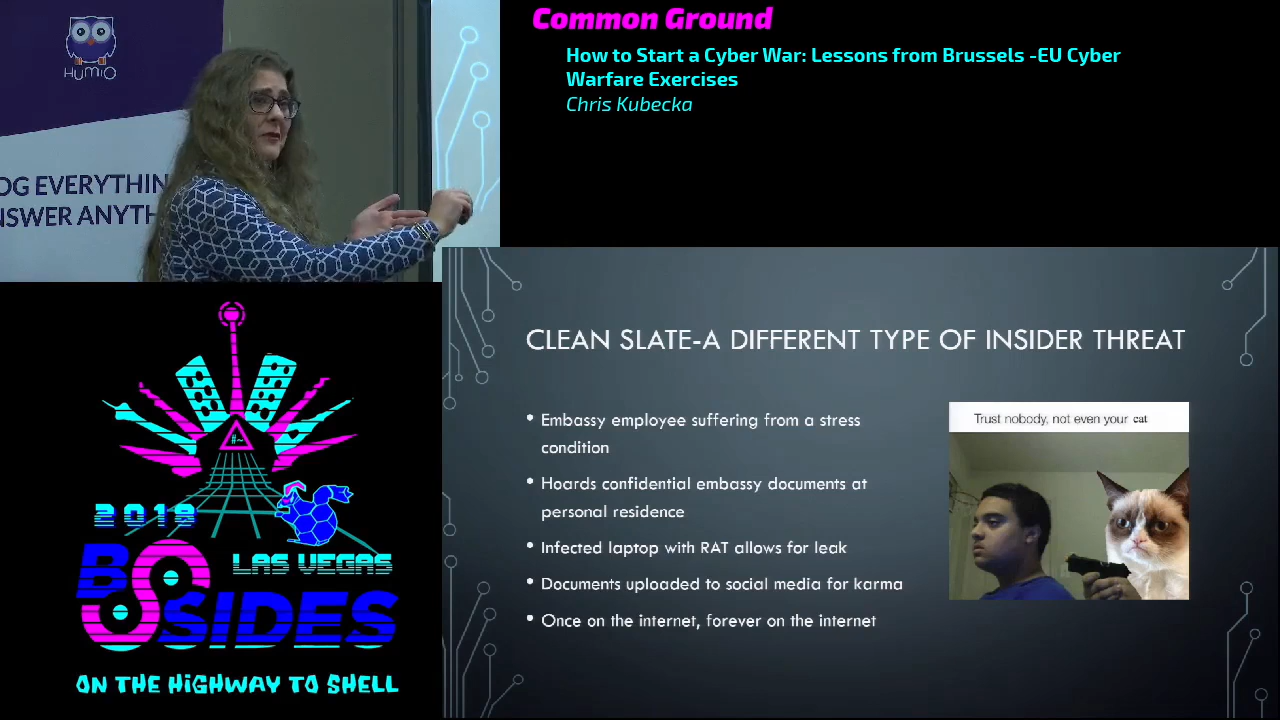 HUMIO
OG EVERYTHIN
NSWER ANYTH
Common Ground
How to Start a Cyber War: Lessons from Brussels -EU Cyber
Warfare Exercises
Chris Kubecka
CLEAN SLATE-A DIFFERENT TYPE OF INSIDER THREAT
• Embassy employee suffering from a stress
condition
• Hoards confidential embassy documents at
personal residence
• Infected laptop with RAT allows for leak
• Documents uploaded to social media for karma
• Once on the internet, forever on the internet
Trust nobody, not even your cat
#~
2019
LAS VEGAS
BSIDES
ON THE HIGHWAY TO SHELL